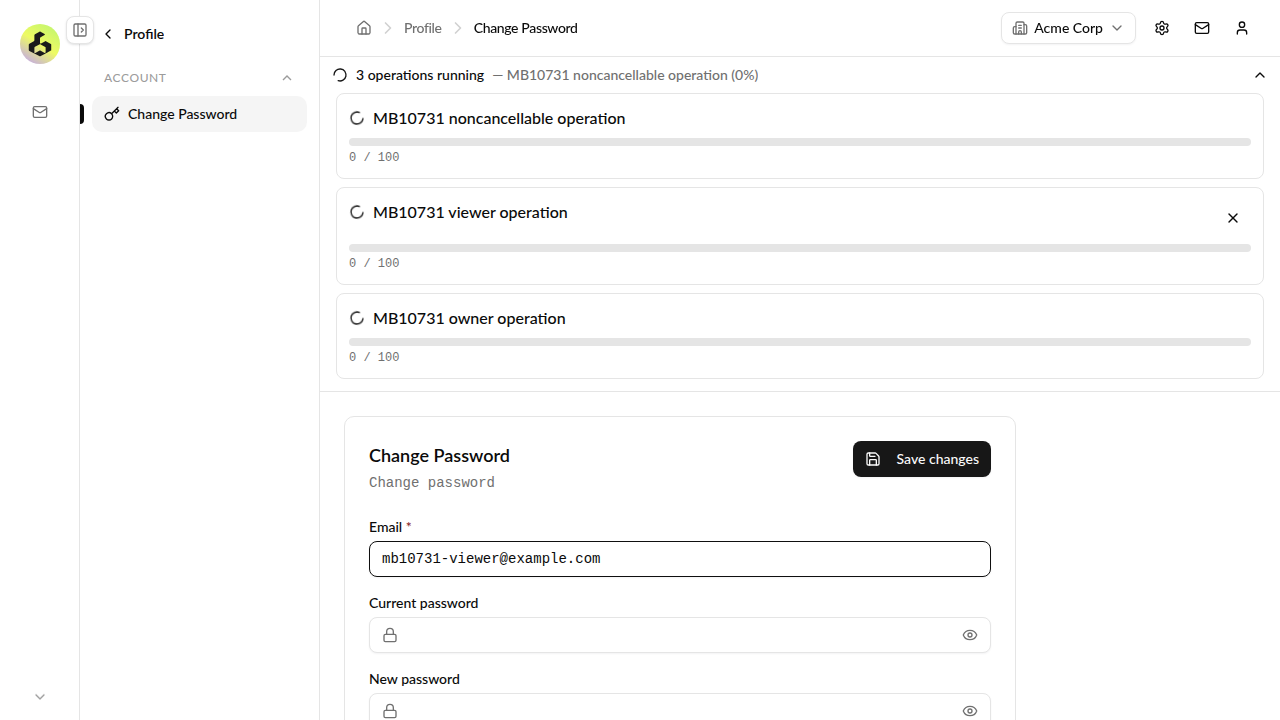 Profile
ACCOUNT
Change Password
Profile
Change Password
Acme Corp
3 operations running — MB10731 noncancellable operation (0%)
MB10731 noncancellable operation
0 / 100
MB10731 viewer operation
0 / 100
MB10731 owner operation
0 / 100
Change Password
Save changes
Change password
Email *
mb10731-viewer@example.com
Current password
New password